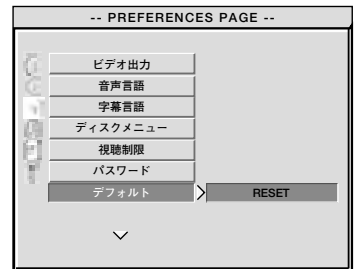 -- PREFERENCES PAGE --
ビデオ出力
音声言語
字幕言語
ディスクメニュー
視聴制限
パスワード
デフォルト RESET